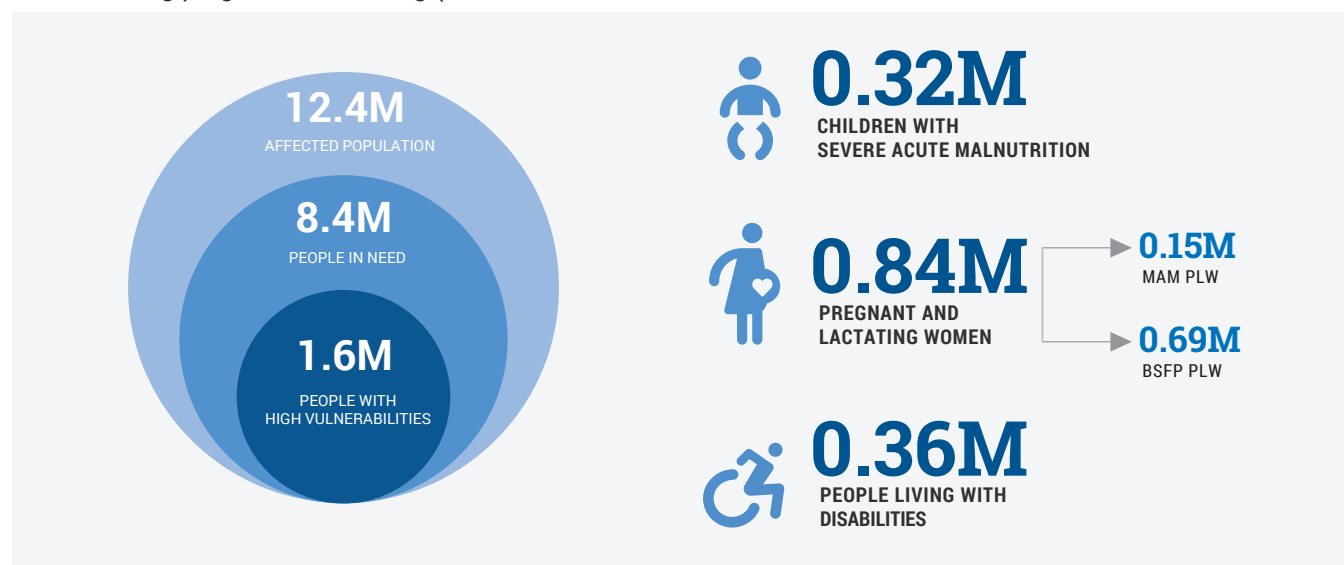 12.4M
AFFECTED POPULATION
8.4M
PEOPLE IN NEED
1.6M
PEOPLE WITH
HIGH VULNERABILITIES
0.32M
CHILDREN WITH
SEVERE ACUTE MALNUTRITION
0.84M
PREGNANT AND
LACTATING WOMEN
0.15M
MAM PLW
0.69M
BSFP PLW
0.36M
PEOPLE LIVING WITH
DISABILITIES